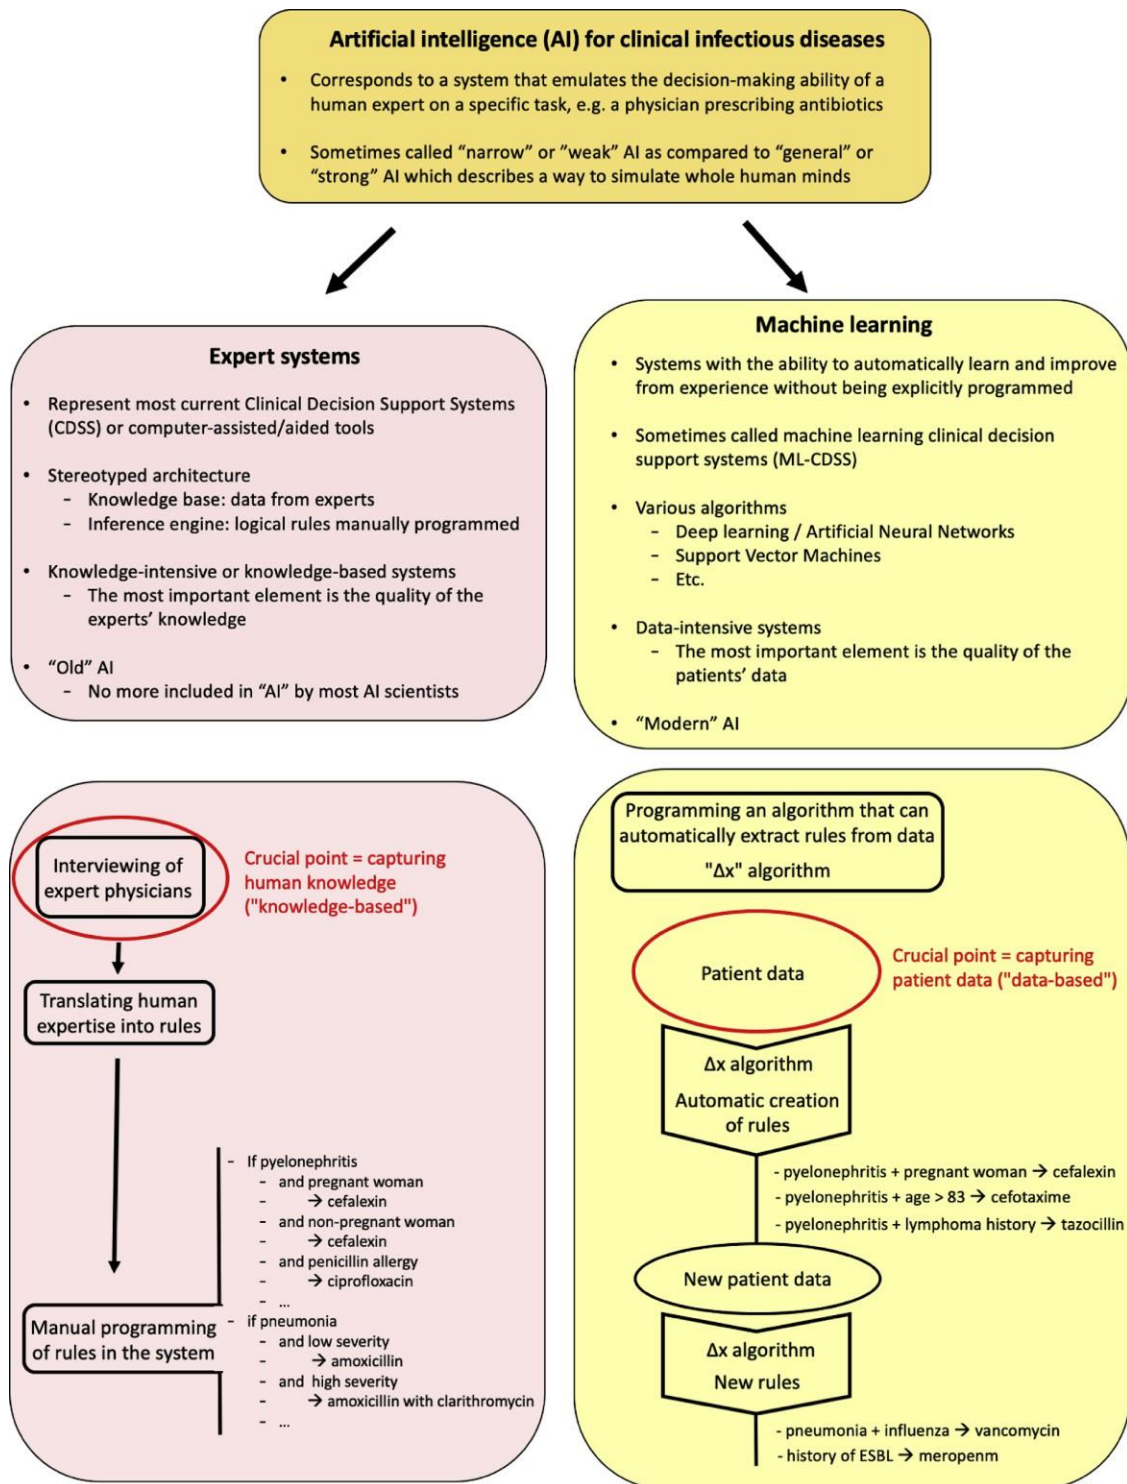 Artificial intelligence (AI) for clinical infectious diseases
• Corresponds to a system that emulates the decision-making ability of a
human expert on a specific task, e.g. a physician prescribing antibiotics
• Sometimes called “narrow” or “weak” AI as compared to “general” or
“strong” AI which describes a way to simulate whole human minds
Expert systems
• Represent most current Clinical Decision Support Systems
(CDSS) or computer-assisted/aided tools
• Stereotyped architecture
- Knowledge base: data from experts
- Inference engine: logical rules manually programmed
• Knowledge-intensive or knowledge-based systems
- The most important element is the quality of the
experts’ knowledge
• “Old” AI
- No more included in “AI” by most AI scientists
Machine learning
• Systems with the ability to automatically learn and improve
from experience without being explicitly programmed
• Sometimes called machine learning clinical decision
support systems (ML-CDSS)
• Various algorithms
- Deep learning / Artificial Neural Networks
- Support Vector Machines
- Etc.
• Data-intensive systems
- The most important element is the quality of the
patients’ data
• “Modern” AI
Interviewing of
expert physicians
Crucial point = capturing
human knowledge
("knowledge-based")
Translating human
expertise into rules
Manual programming
of rules in the system
- If pyelonephritis
- and pregnant woman
- → cefalexin
- and non-pregnant woman
- → cefalexin
- and penicillin allergy
- → ciprofloxacin
- ...
- if pneumonia
- and low severity
- → amoxicillin
- and high severity
- → amoxicillin with clarithromycin
- ...
Programming an algorithm that can
automatically extract rules from data
"Δx" algorithm
Patient data
Crucial point = capturing
patient data ("data-based")
Δx algorithm
Automatic creation
of rules
- pyelonephritis + pregnant woman → cefalexin
- pyelonephritis + age > 83 → cefotaxime
- pyelonephritis + lymphoma history → tazocillin
New patient data
Δx algorithm
New rules
- pneumonia + influenza → vancomycin
- history of ESBL → meropenm